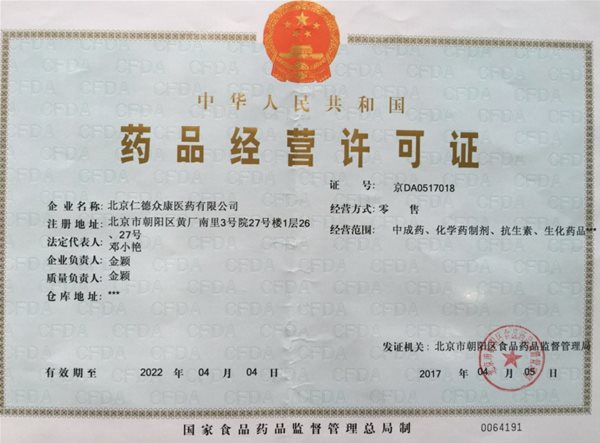 中华人民共和国
药品经营许可证
证 号: 京DA0517018
企业名称:北京仁德众康医药有限公司
经营方式:零 售
注册地址:北京市朝阳区黄厂南里3号院27号楼1层26
、27号
经营范围: 中成药、化学药制剂、抗生素、生化药品***
法定代表人:邓小艳
企业负责人:金颖
质量负责人:金颖
仓库地址:***
发证机关:北京市朝阳区食品药品监督管理局
有效期至 2022 年 04 月 04 日
2017 年 04 月 05 日
国家食品药品监督管理总局制
0064191